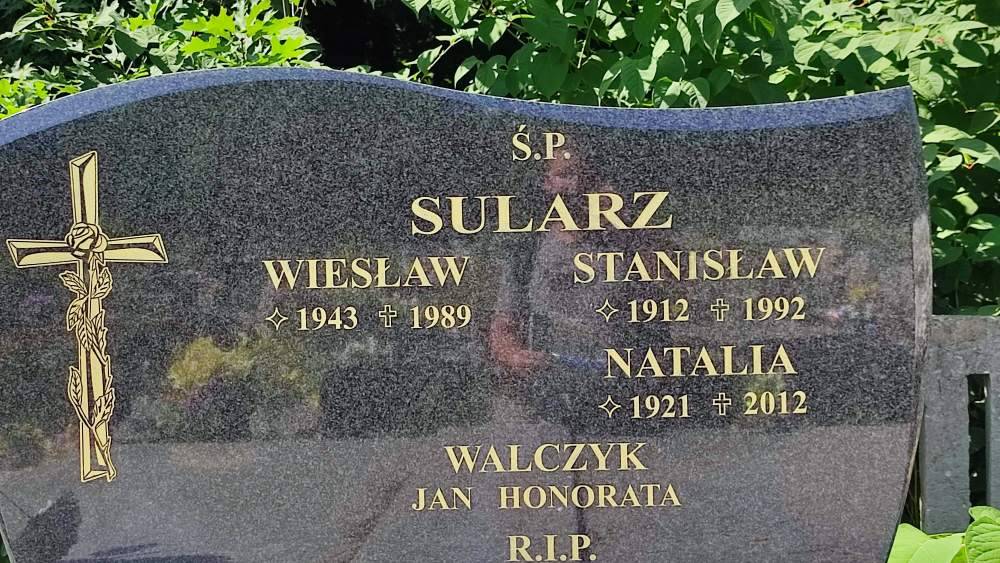 Ś.P.
SULARZ
WIESŁAW
✧ 1943 ✞ 1989
STANISŁAW
✧ 1912 ✞ 1992
NATALIA
✧ 1921 ✞ 2012
WALCZYK
JAN HONORATA
R.I.P.